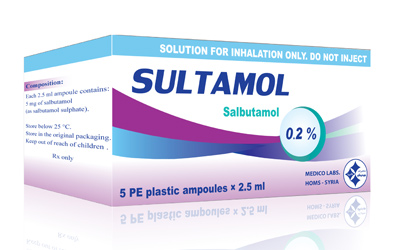 SOLUTION FOR INHALATION ONLY. DO NOT INJECT
SULTAMOL
Salbutamol
0.2 %
5 PE plastic ampoules × 2.5 ml
MEDICO LABS.
HOMS - SYRIA
Composition:
Each 2.5 ml ampoule contains:
5 mg of salbutamol
(as salbutamol sulphate).
Store below 25 °C.
Store in the original packaging.
Keep out of reach of children .
Rx only